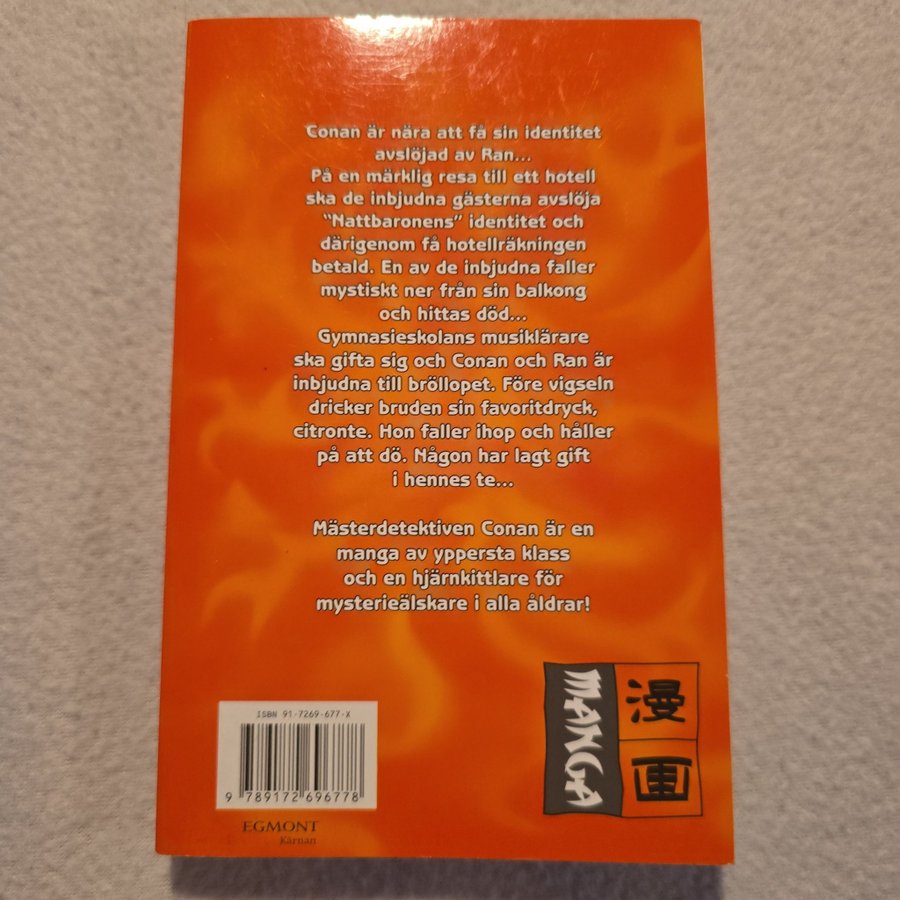 Conan är nära att få sin identitet
avslöjad av Ran...
På en märklig resa till ett hotell
ska de inbjudna gästerna avslöja
"Nattbaronens" identitet och
därigenom få hotellräkningen
betald. En av de inbjudna faller
mystiskt ner från sin balkong
och hittas död...
Gymnasieskolans musiklärare
ska gifta sig och Conan och Ran är
inbjudna till bröllopet. Före vigseln
dricker bruden sin favoritdryck,
citronte. Hon faller ihop och håller
på att dö. Någon har lagt gift
i hennes te...
Mästerdetektiven Conan är en
manga av yppersta klass
och en hjärnkittlare för
mysterieälskare i alla åldrar!
MANGA
漫画
ISBN 91-7269-677-X
9 789172 696778
EGMONT
Kärnan